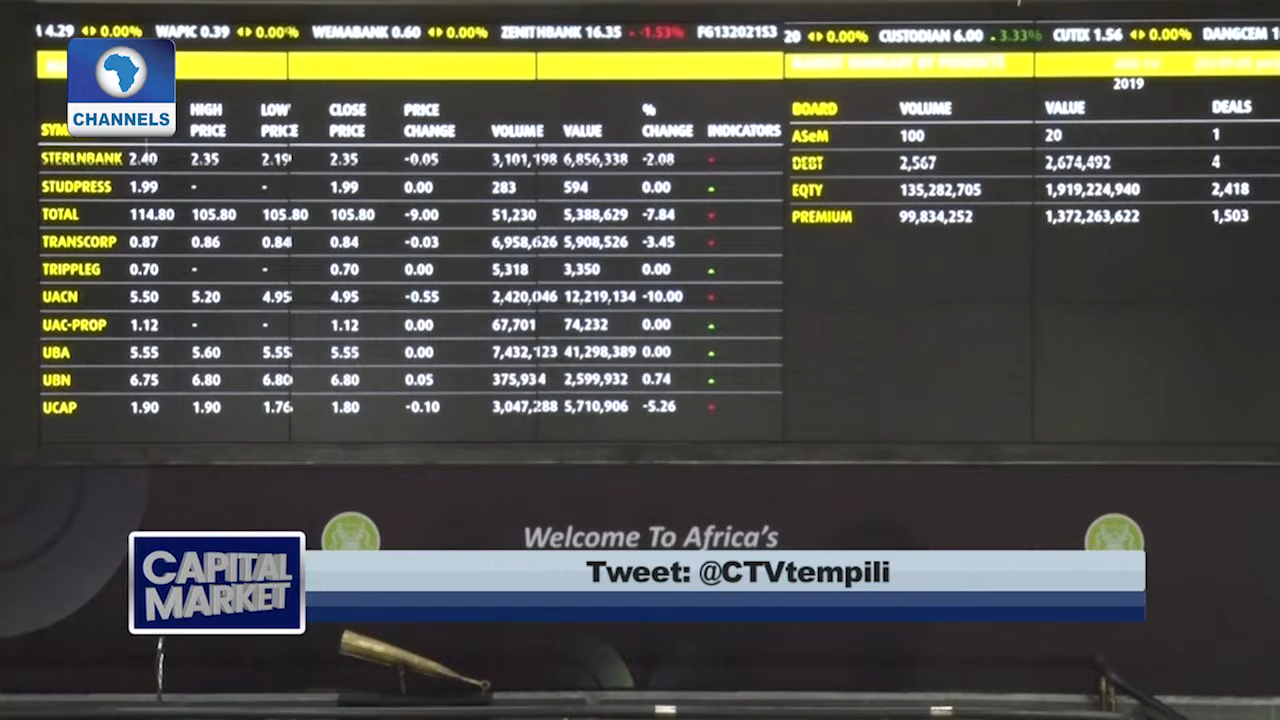 4.29 0.00% WAPIC 0.39 0.00% WEMABANK 0.60 0.00% ZENITHBANK 16.35 -1.53% FG132021S3
20 0.00% CUSTODIAN 6.00 3.33% CUTIX 1.56 0.00% DANGCEM
CHANNELS
HIGH PRICE LOW PRICE CLOSE PRICE PRICE CHANGE VOLUME VALUE % CHANGE INDICATORS
STERLNBANK 2.40 2.35 2.19 2.35 -0.05 3,101,198 6,856,338 -2.08
STUDPRESS 1.99 - - 1.99 0.00 283 594 0.00
TOTAL 114.80 105.80 105.80 105.80 -9.00 51,230 5,388,629 -7.84
TRANSCORP 0.87 0.86 0.84 0.84 -0.03 6,958,626 5,908,526 -3.45
TRIPPLEG 0.70 - - 0.70 0.00 5,318 3,350 0.00
UACN 5.50 5.20 4.95 4.95 -0.55 2,420,046 12,219,134 -10.00
UAC-PROP 1.12 - - 1.12 0.00 67,701 74,232 0.00
UBA 5.55 5.60 5.55 5.55 0.00 7,432,123 41,298,389 0.00
UBN 6.75 6.80 6.80 6.80 0.05 375,934 2,599,932 0.74
UCAP 1.90 1.90 1.76 1.80 -0.10 3,047,288 5,710,906 -5.26
2019
BOARD VOLUME VALUE DEALS
ASeM 100 20 1
DEBT 2,567 2,674,492 4
EQTY 135,282,705 1,919,224,940 2,418
PREMIUM 99,834,252 1,372,263,622 1,503
Welcome To Africa's
CAPITAL
MARKET
Tweet: @CTVtempili